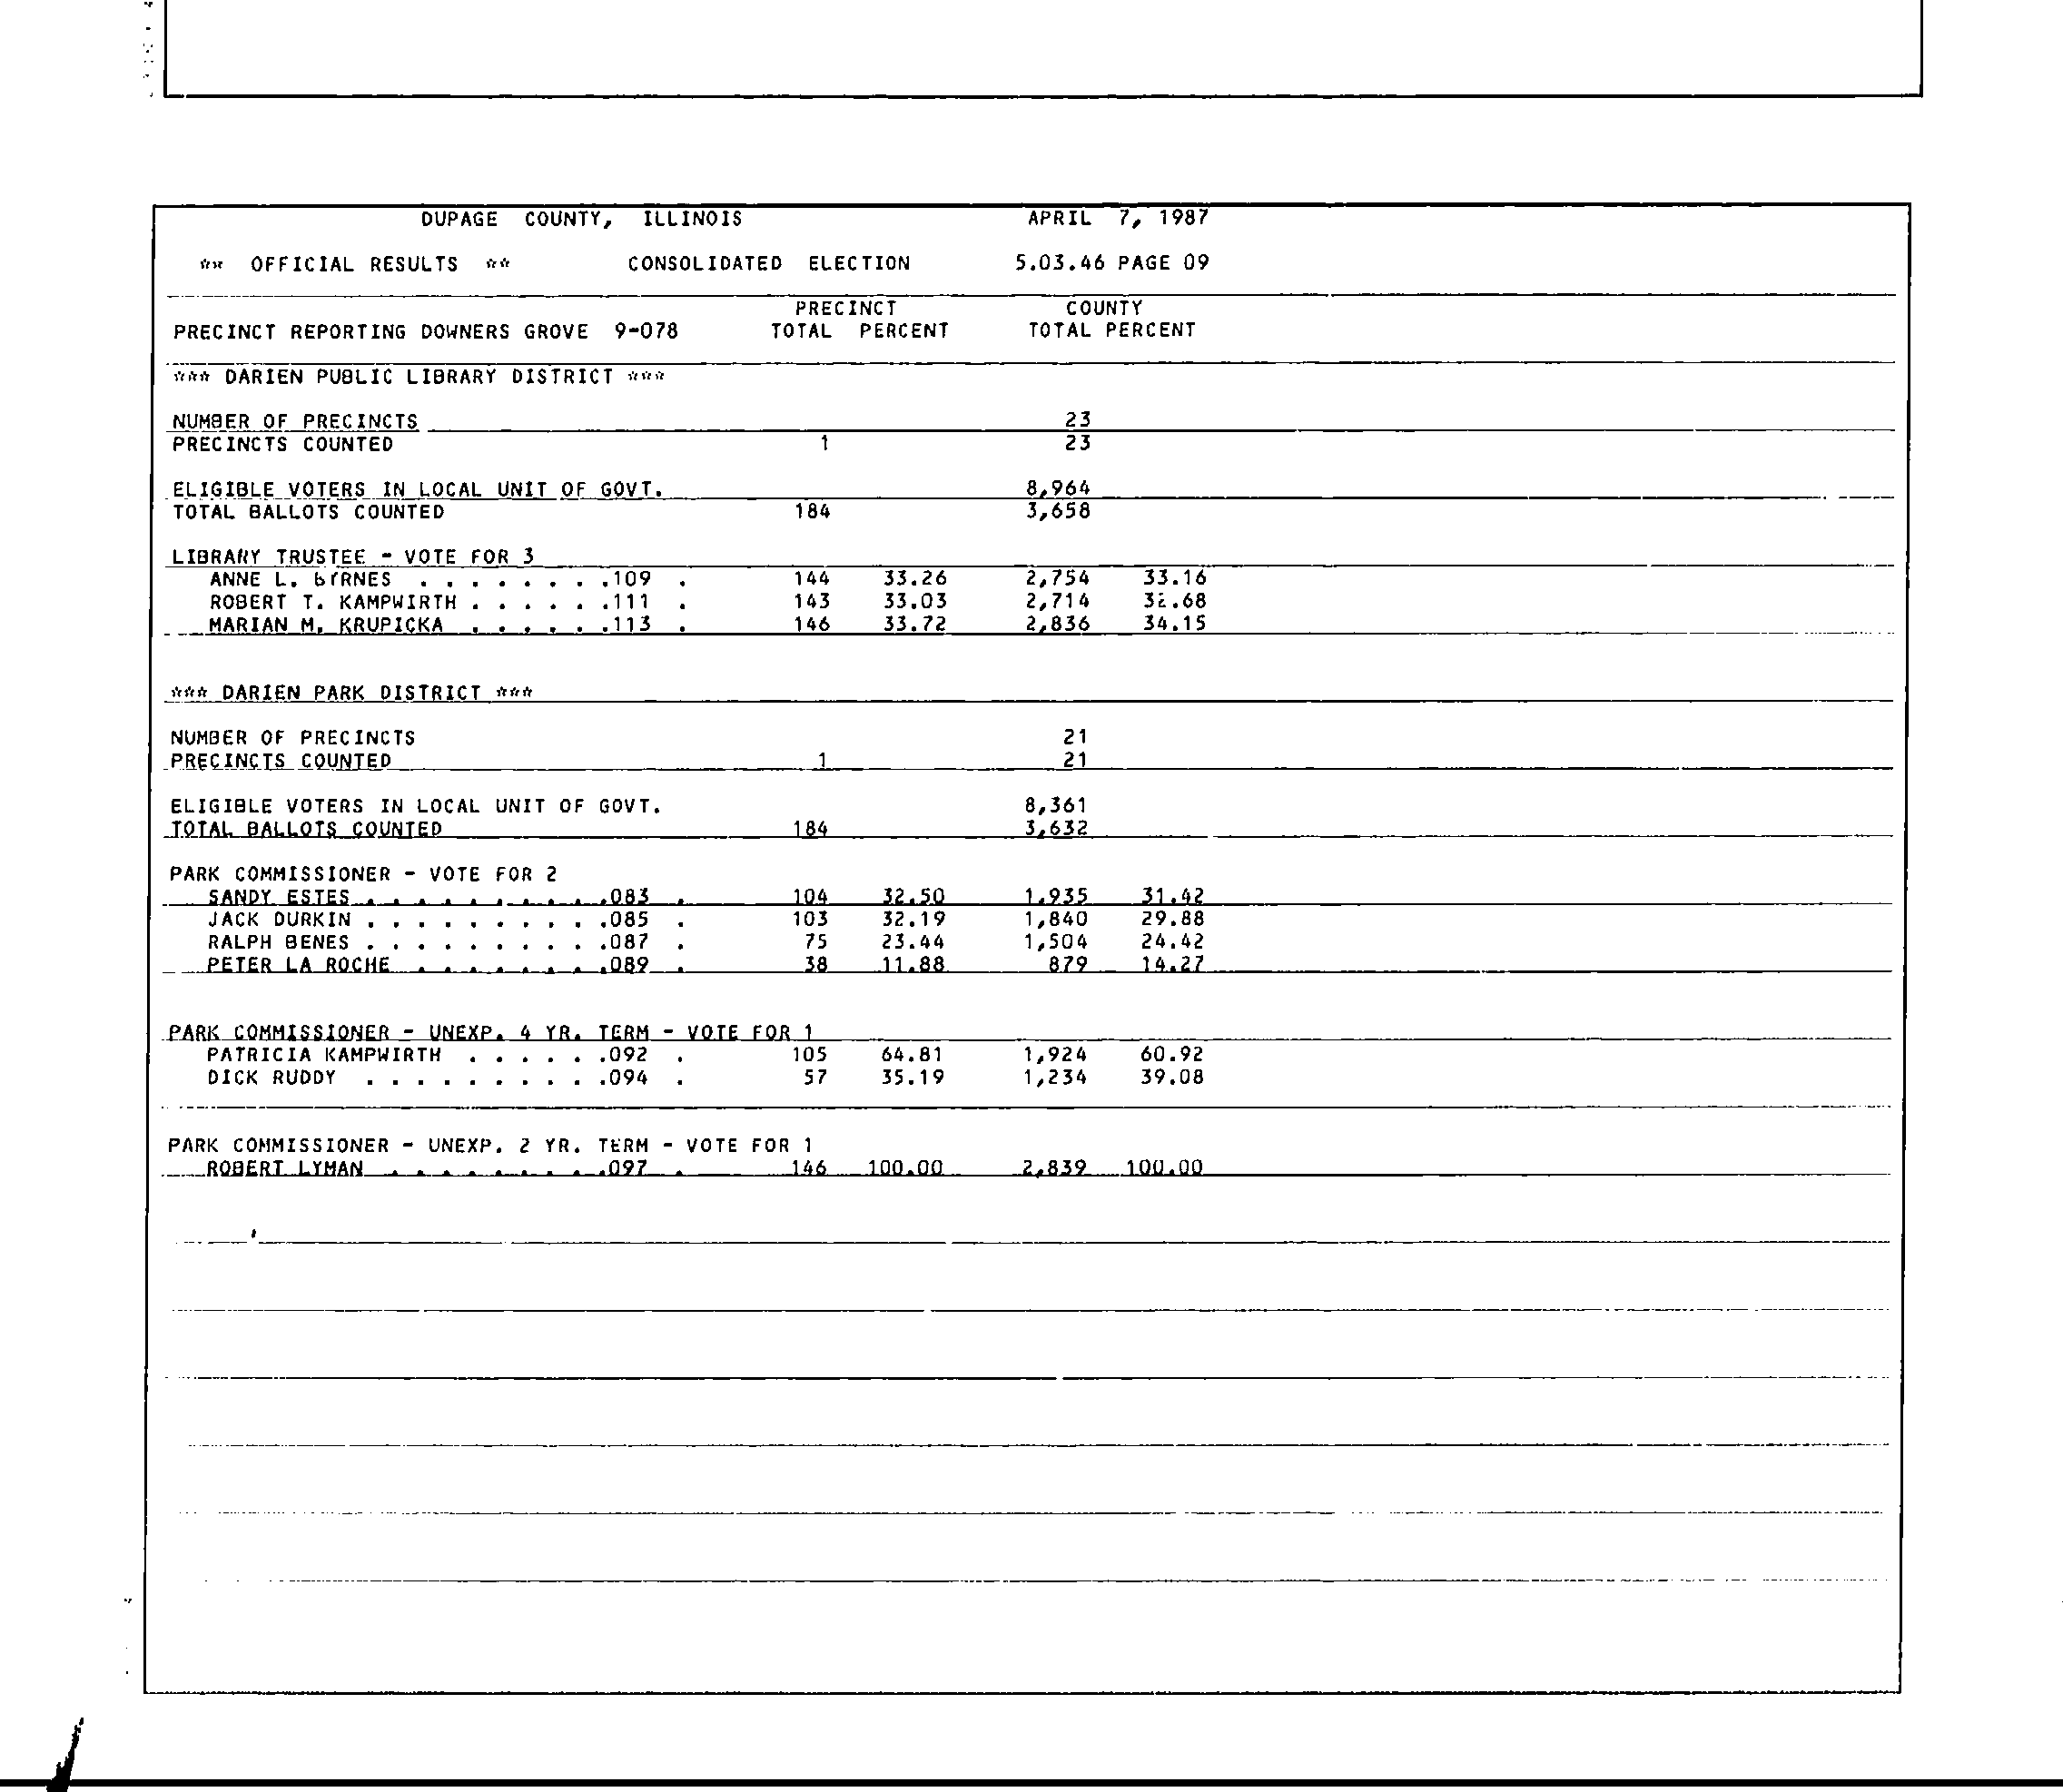 DUPAGE COUNTY, ILLINOIS APRIL 7, 1987
** OFFICIAL RESULTS ** CONSOLIDATED ELECTION 5.03.46 PAGE 09
PRECINCT COUNTY
PRECINCT REPORTING DOWNERS GROVE 9-078 TOTAL PERCENT TOTAL PERCENT
*** DARIEN PUBLIC LIBRARY DISTRICT ***
NUMBER OF PRECINCTS 23
PRECINCTS COUNTED 1 23
ELIGIBLE VOTERS IN LOCAL UNIT OF GOVT. 8,964
TOTAL BALLOTS COUNTED 184 3,658
LIBRARY TRUSTEE - VOTE FOR 3
ANNE L. BYRNES . . . . . . . .109 . 144 33.26 2,754 33.16
ROBERT T. KAMPWIRTH . . . . . .111 . 143 33.03 2,714 32.68
MARIAN M. KRUPICKA . . . . . .113 . 146 33.72 2,836 34.15
*** DARIEN PARK DISTRICT ***
NUMBER OF PRECINCTS 21
PRECINCTS COUNTED 1 21
ELIGIBLE VOTERS IN LOCAL UNIT OF GOVT. 8,361
TOTAL BALLOTS COUNTED 184 3,632
PARK COMMISSIONER - VOTE FOR 2
SANDY ESTES . . . . . . . . . .083 . 104 32.50 1,935 31.42
JACK DURKIN . . . . . . . . . .085 . 103 32.19 1,840 29.88
RALPH BENES . . . . . . . . . .087 . 75 23.44 1,504 24.42
PETER LA ROCHE . . . . . . . .089 . 38 11.88 879 14.27
PARK COMMISSIONER - UNEXP. 4 YR. TERM - VOTE FOR 1
PATRICIA KAMPWIRTH . . . . . .092 . 105 64.81 1,924 60.92
DICK RUDDY . . . . . . . . . .094 . 57 35.19 1,234 39.08
PARK COMMISSIONER - UNEXP. 2 YR. TERM - VOTE FOR 1
ROBERT LYMAN . . . . . . . . .097 . 146 100.00 2,839 100.00